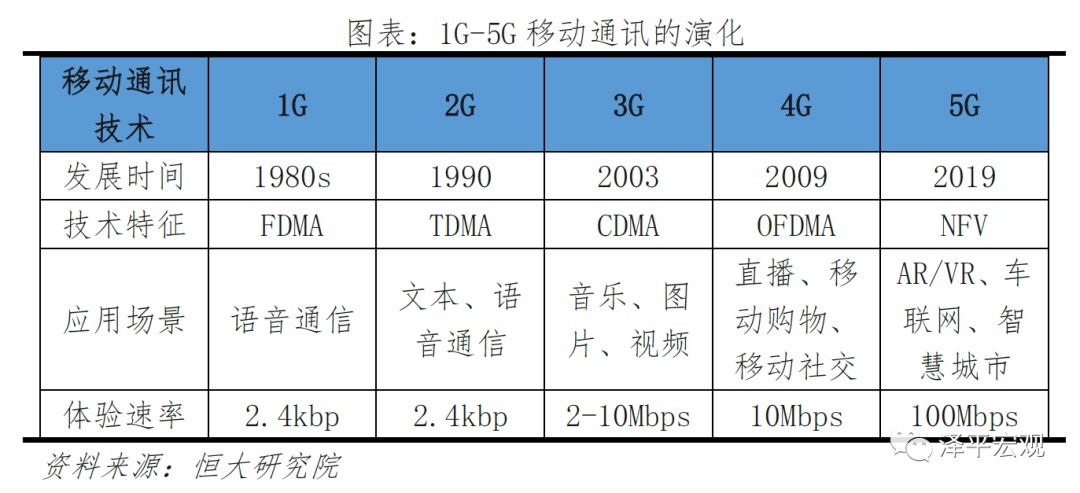 图表：1G-5G 移动通讯的演化
移动通讯 1G 2G 3G 4G 5G
技术
发展时间 1980s 1990 2003 2009 2019
技术特征 FDMA TDMA CDMA OFDMA NFV
应用场景 语音通信 文本、语 音乐、图 直播、移 AR/VR、车
音通信 片、视频 动购物、 联网、智
移动社交 慧城市
体验速率 2.4kbp 2.4kbp 2-10Mbps 10Mbps 100Mbps
泽平宏观
资料来源：恒大研究院